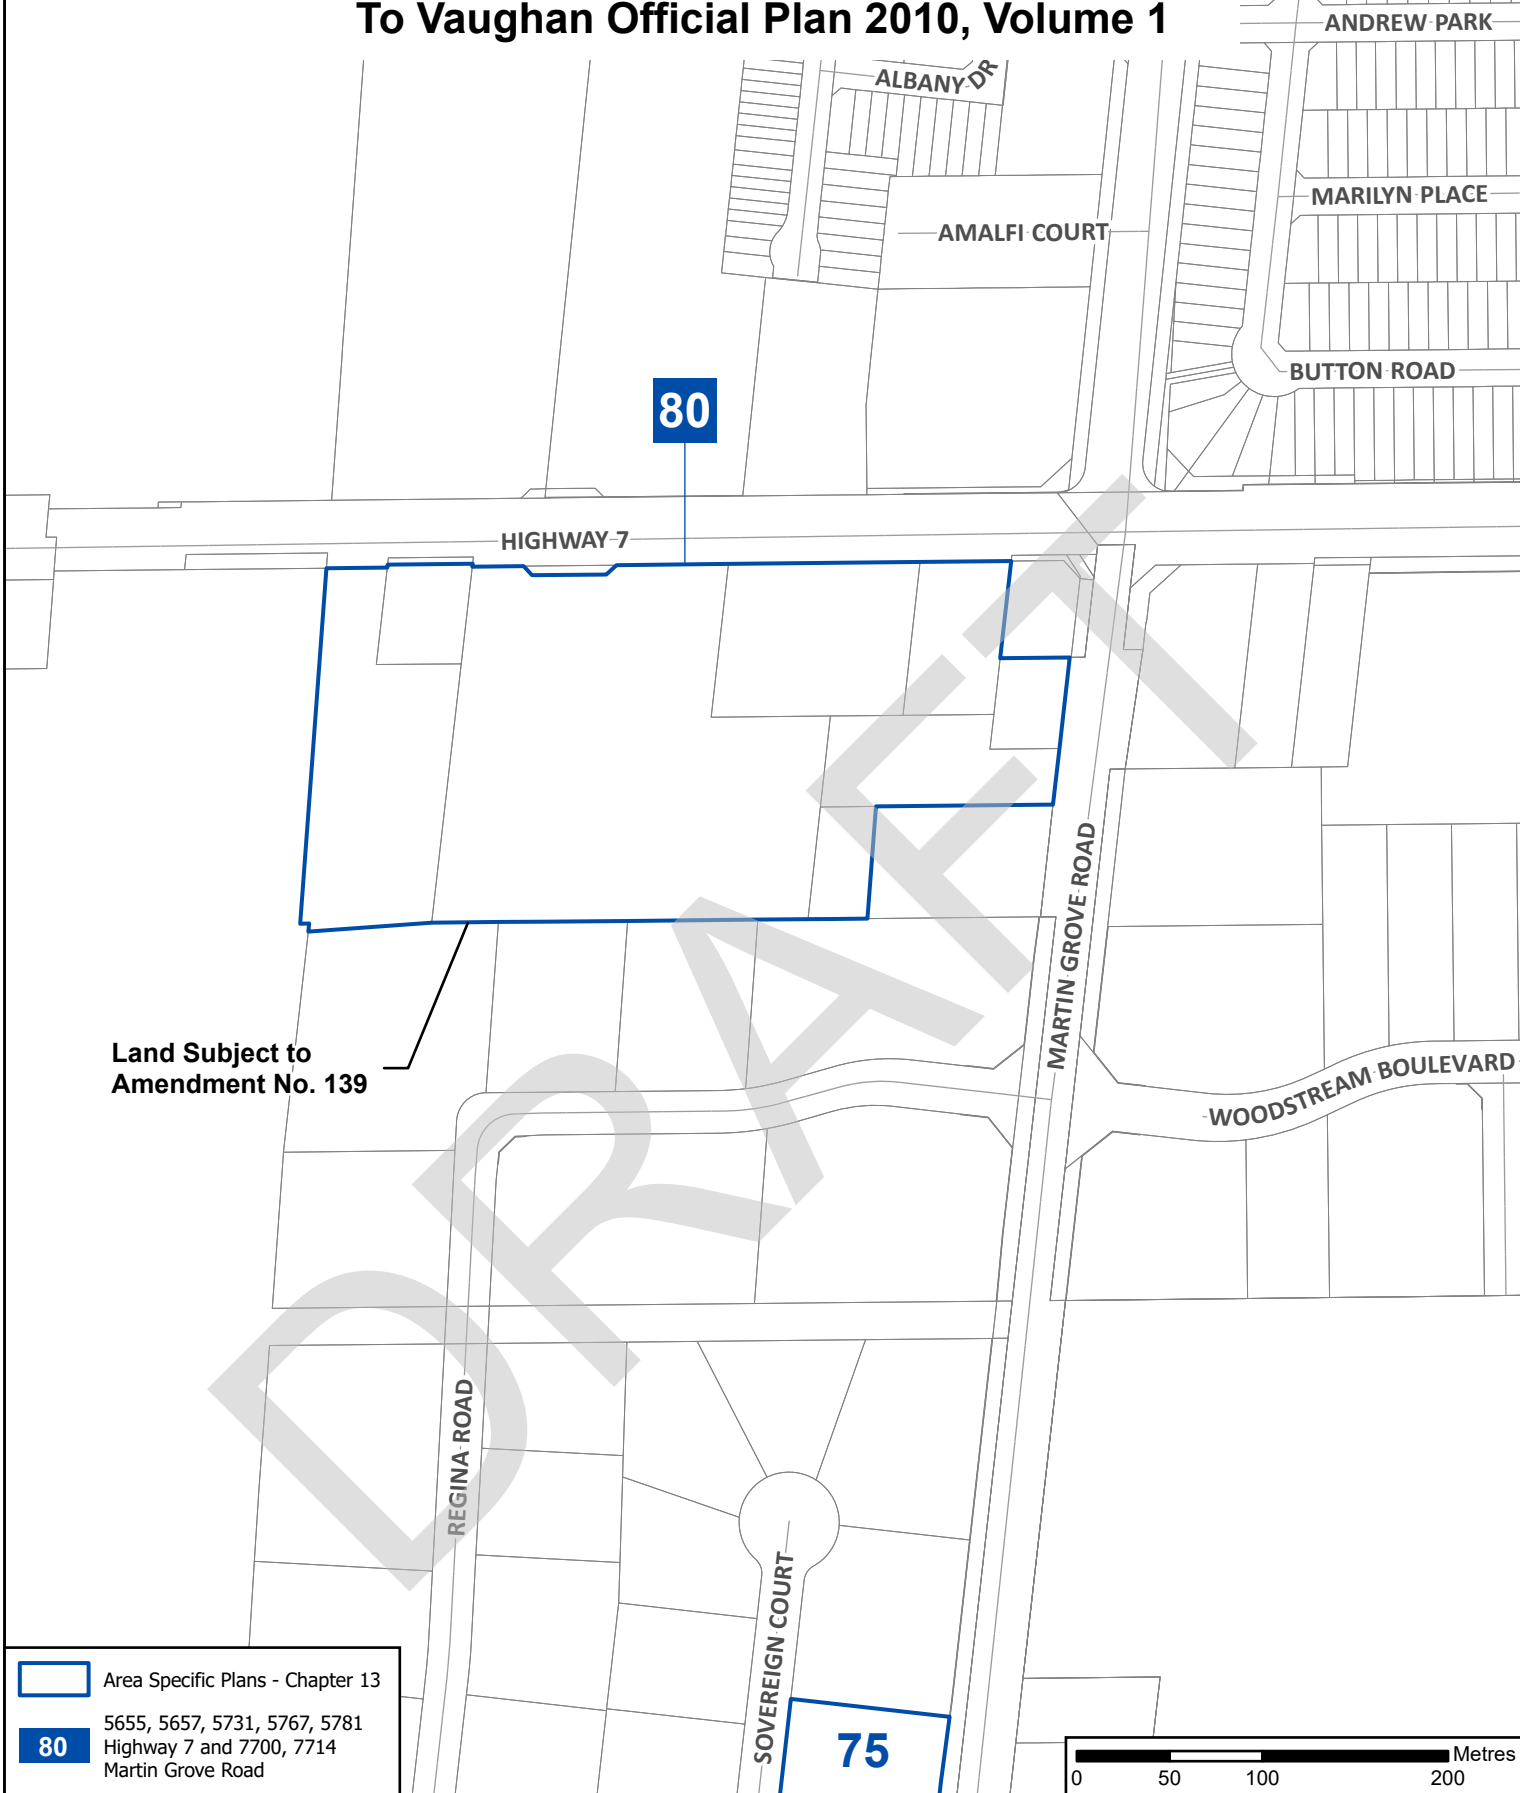 To Vaughan Official Plan 2010, Volume 1
ANDREW PARK
ALBANY DR
MARILYN PLACE
AMALFI COURT
BUTTON ROAD
80
HIGHWAY 7
MARTIN GROVE ROAD
Land Subject to
Amendment No. 139
WOODSTREAM BOULEVARD
DRAFT
REGINA ROAD
SOVEREIGN COURT
75
Area Specific Plans - Chapter 13
80
5655, 5657, 5731, 5767, 5781
Highway 7 and 7700, 7714
Martin Grove Road
Metres
0 50 100 200